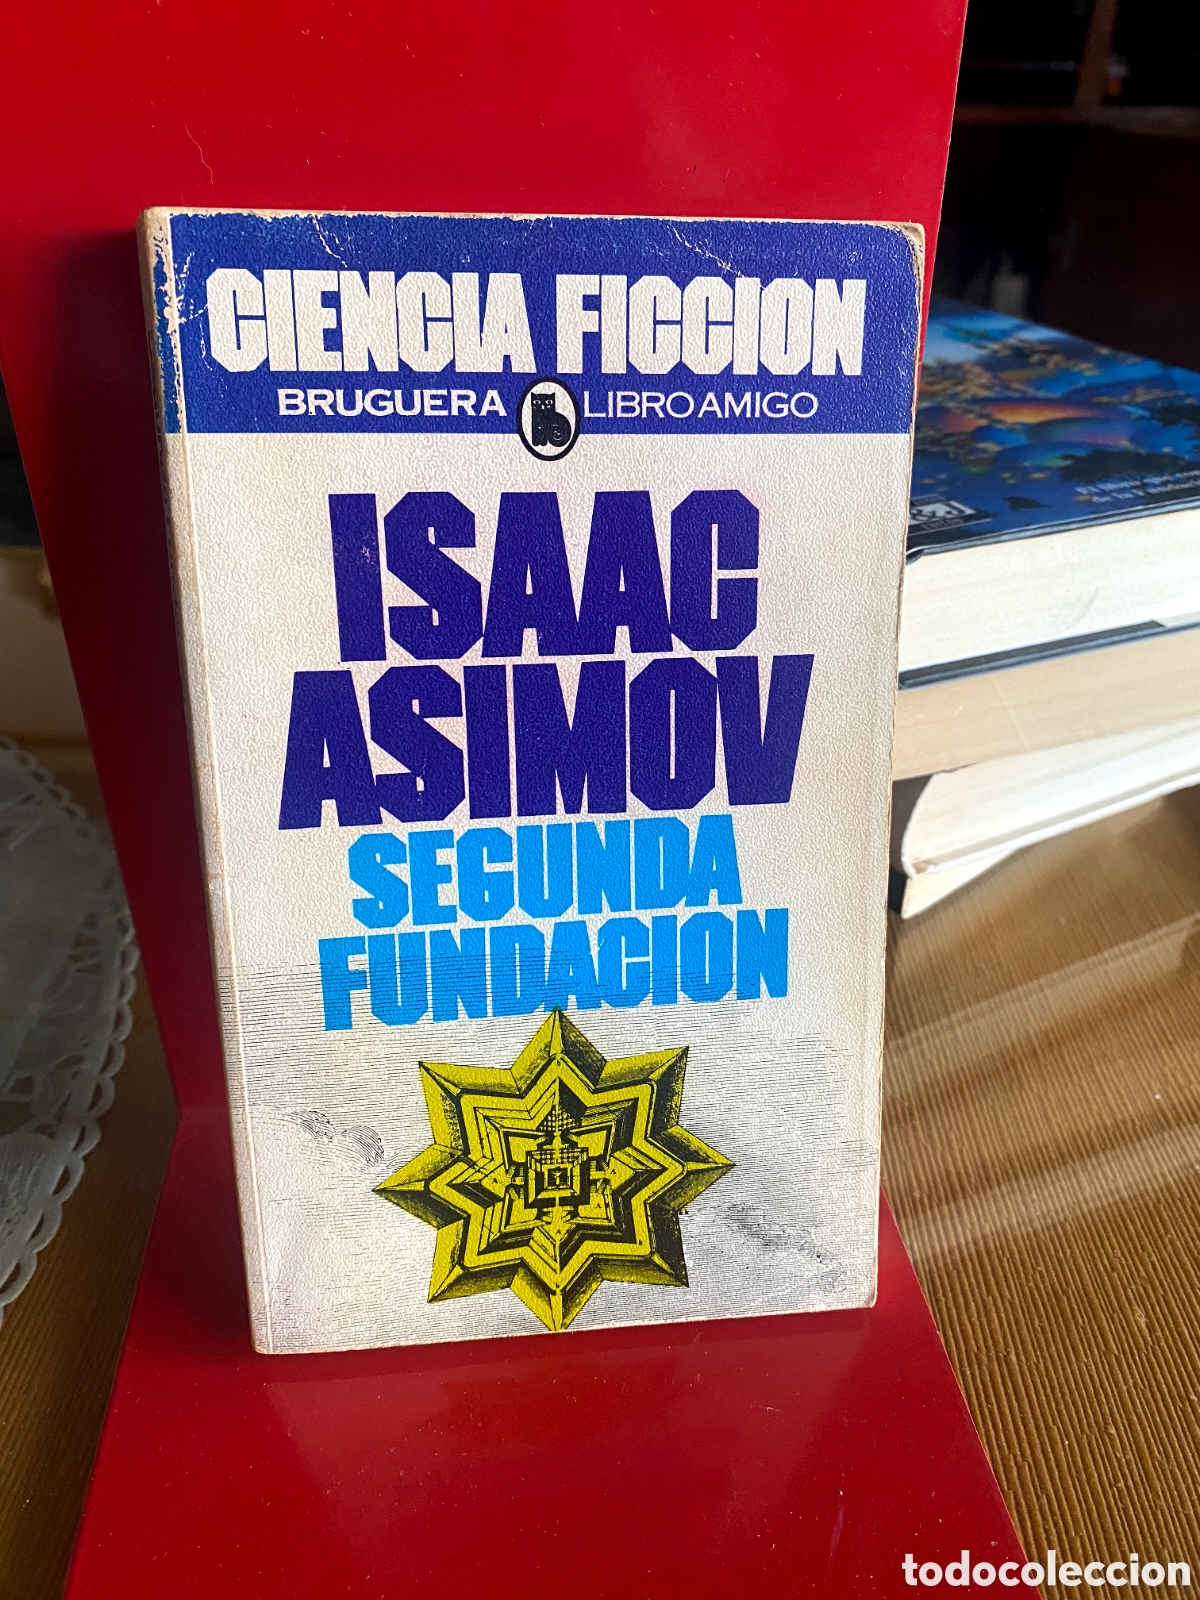 CIENCIA FICCION
BRUGUERA LIBRO AMIGO
ISAAC
ASIMOV
SEGUNDA
FUNDACION
todocoleccion